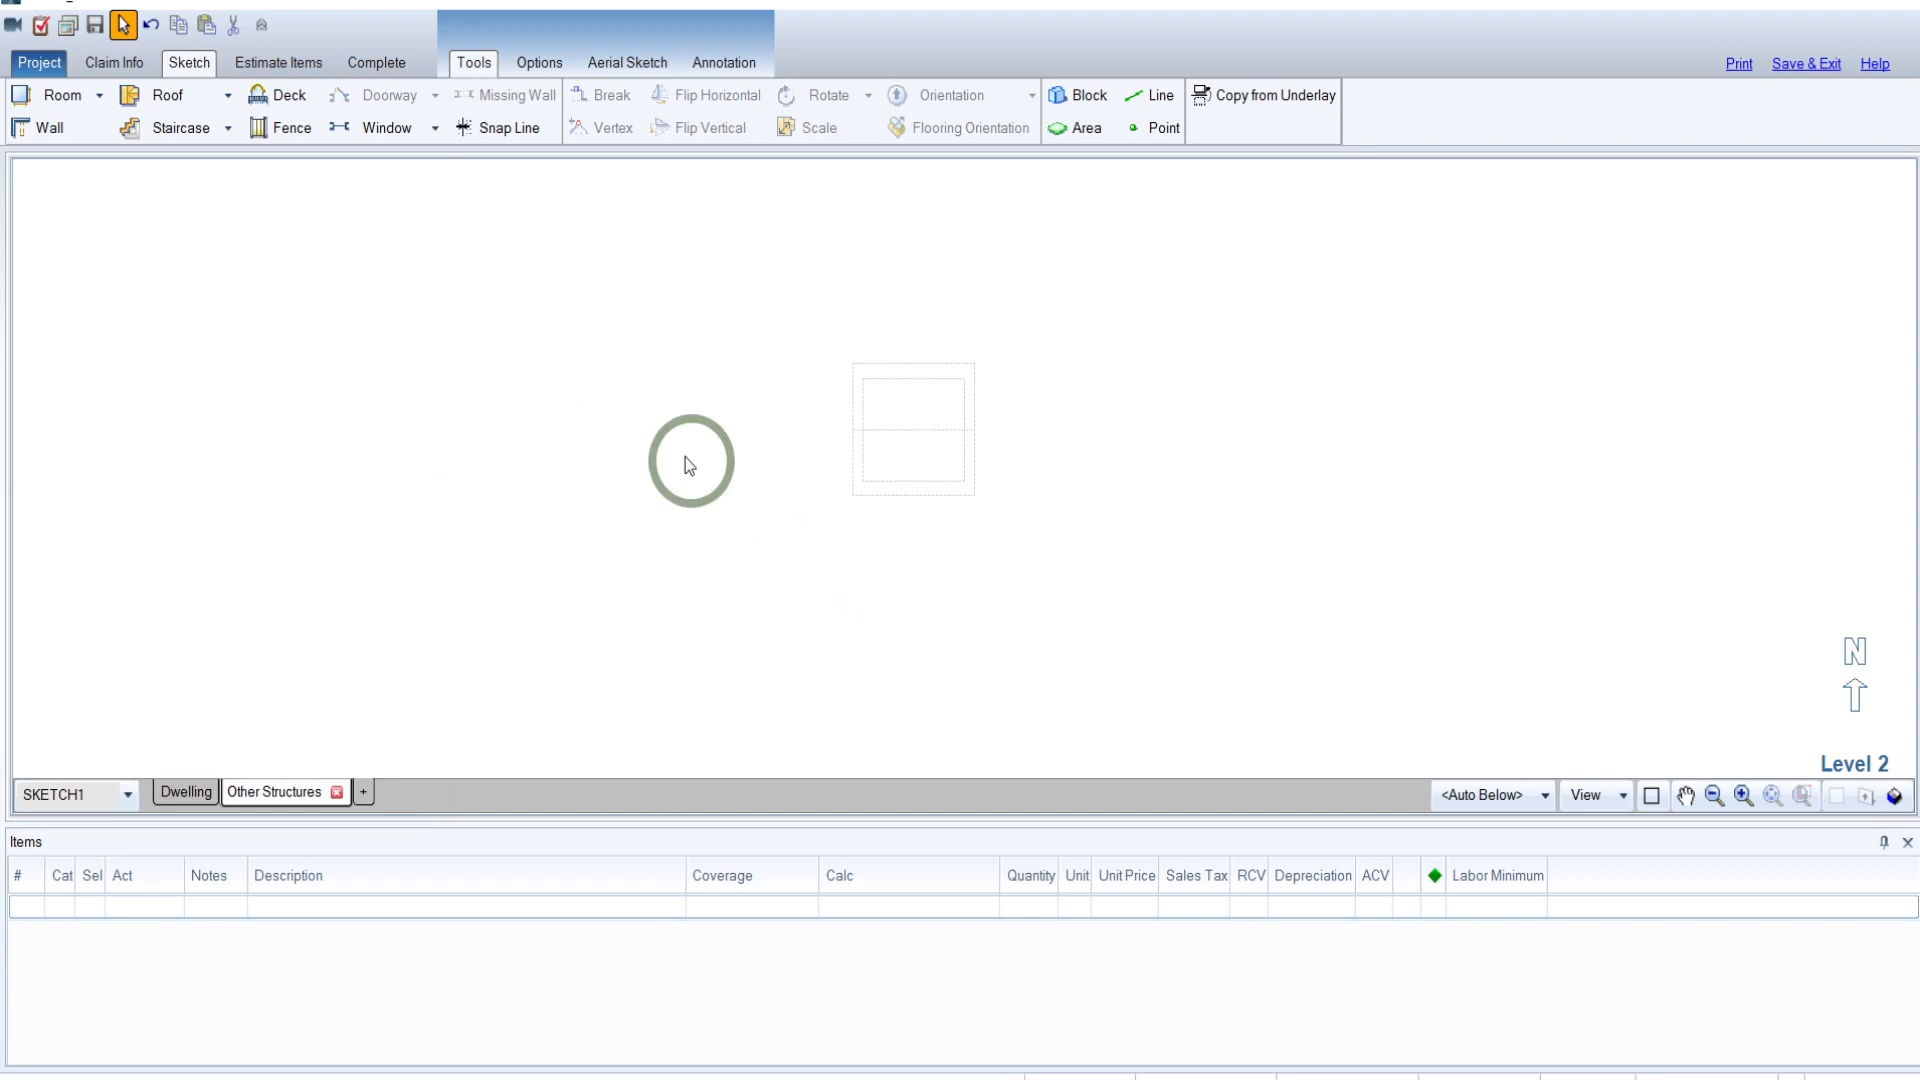 Project Claim Info Sketch Estimate Items Complete Tools Options Aerial Sketch Annotation Print Save & Exit Help
Room Roof Deck Doorway Missing Wall Break Flip Horizontal Rotate Orientation Block Line Copy from Underlay
Wall Staircase Fence Window Snap Line Vertex Flip Vertical Scale Flooring Orientation Area Point
N
Level 2
SKETCH1 Dwelling Other Structures + <Auto Below> View
Items
# Cat Sel Act Notes Description Coverage Calc Quantity Unit Unit Price Sales Tax RCV Depreciation ACV Labor Minimum